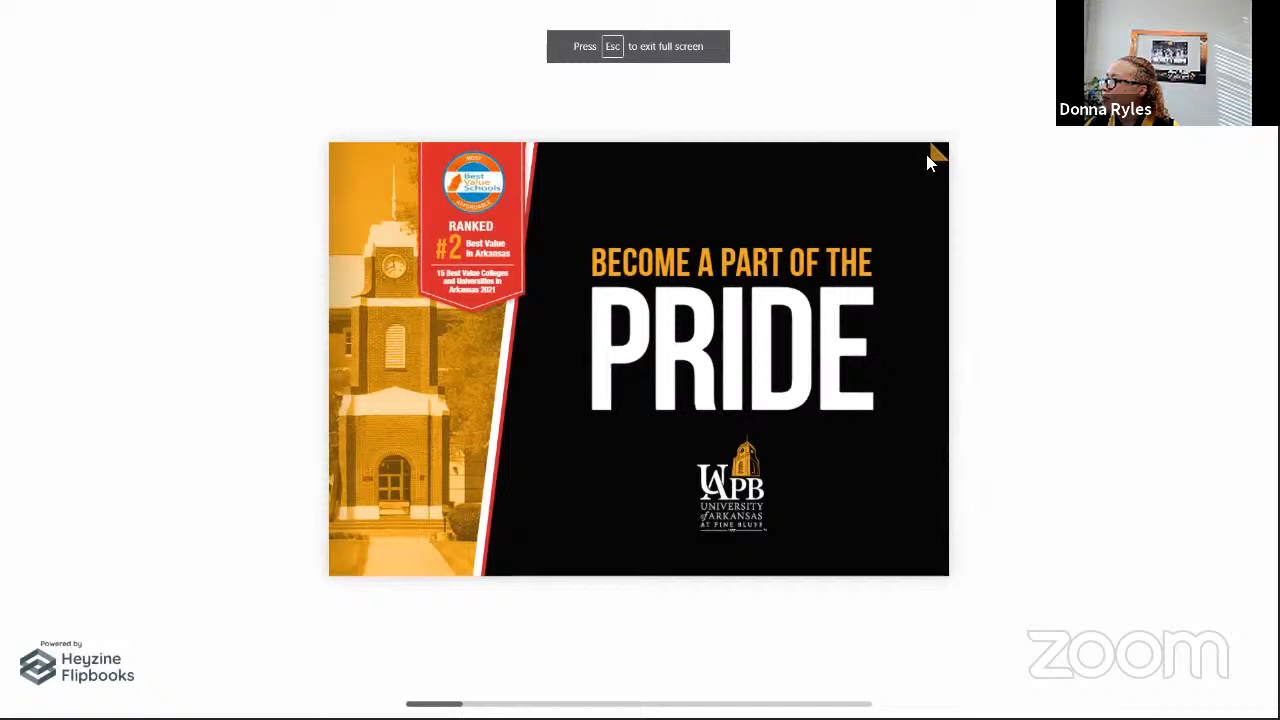 Press Esc to exit full screen
Donna Ryles
MOST
Best
Value
Schools
AFFORDABLE
RANKED
#2 Best Value
in Arkansas
15 Best Value Colleges
and Universities in
Arkansas 2021
BECOME A PART OF THE
PRIDE
UAPB
UNIVERSITY
of ARKANSAS
AT PINE BLUFF
Powered by
Heyzine
Flipbooks
zoom